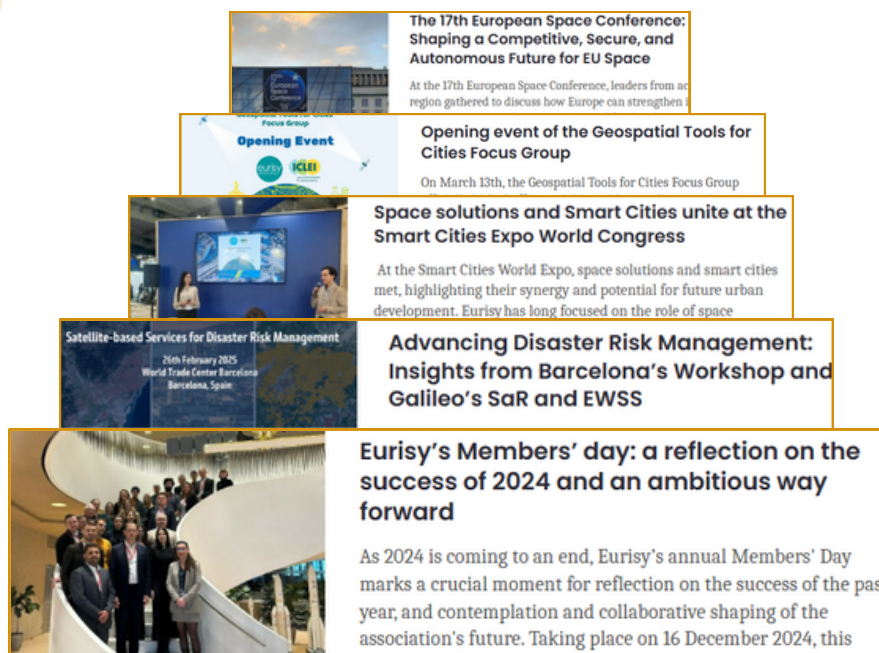 The 17th European Space Conference:
Shaping a Competitive, Secure, and
Autonomous Future for EU Space
European
Space
Conference
At the 17th European Space Conference, leaders from
region gathered to discuss how Europe can strengthen
Focus Group
Opening Event
eurisy
ICLEI
Opening event of the Geospatial Tools for
Cities Focus Group
On March 13th, the Geospatial Tools for Cities Focus Group
Space solutions and Smart Cities unite at the
Smart Cities Expo World Congress
At the Smart Cities World Expo, space solutions and smart cities
met, highlighting their synergy and potential for future urban
development. Eurisy has long focused on the role of space
Satellite-based Services for Disaster Risk Management
26th February 2025
World Trade Center Barcelona
Barcelona, Spain
Advancing Disaster Risk Management:
Insights from Barcelona's Workshop and
Galileo's SaR and EWSS
Eurisy's Members' day: a reflection on the
success of 2024 and an ambitious way
forward
As 2024 is coming to an end, Eurisy's annual Members' Day
marks a crucial moment for reflection on the success of the pas
year, and contemplation and collaborative shaping of the
association's future. Taking place on 16 December 2024, this